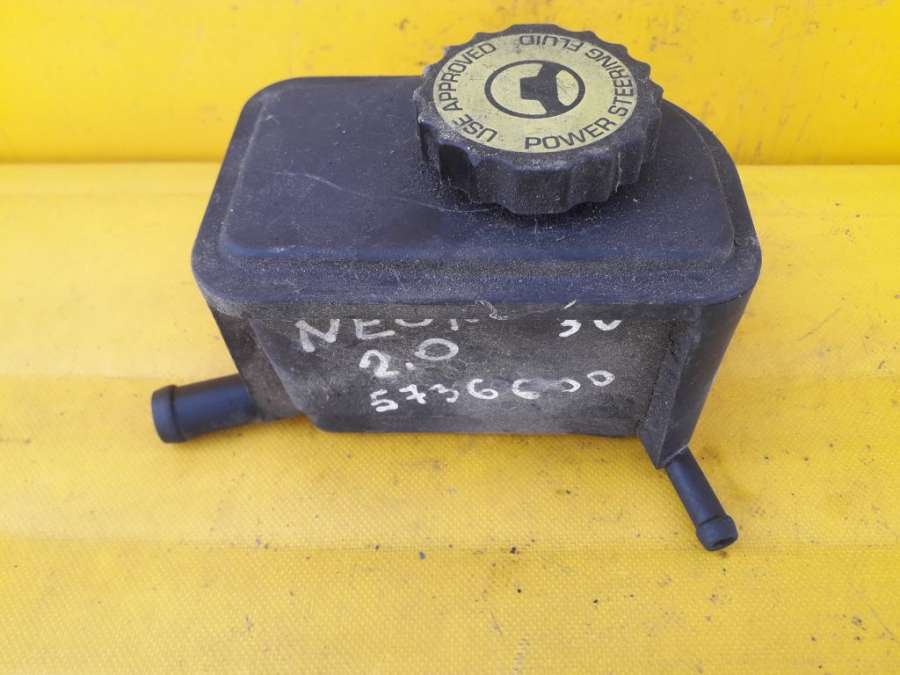 USE APPROVED POWER STEERING FLUID
2.0
5736600